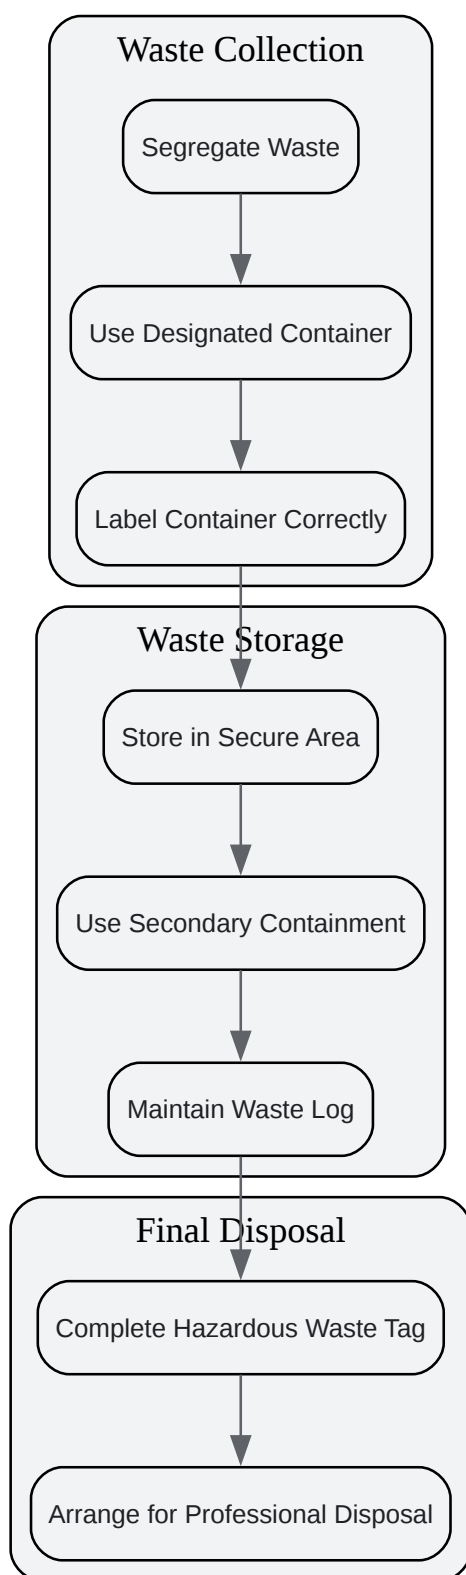 Waste Collection
Segregate Waste
Use Designated Container
Label Container Correctly
Waste Storage
Store in Secure Area
Use Secondary Containment
Maintain Waste Log
Final Disposal
Complete Hazardous Waste Tag
Arrange for Professional Disposal